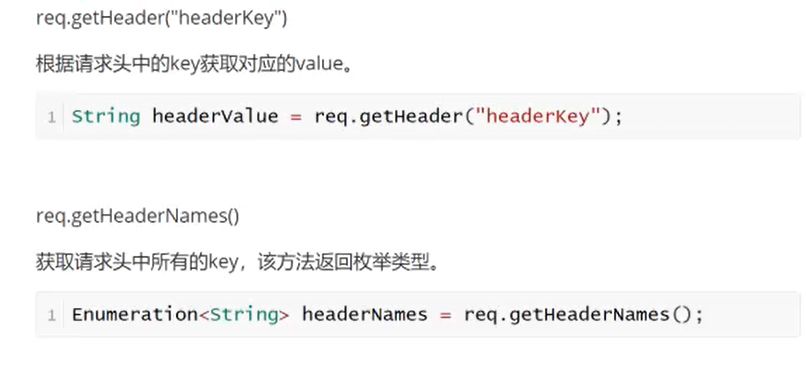 req.getHeader("headerKey")
根据请求头中的key获取对应的value。
1 String headerValue = req.getHeader("headerKey");
req.getHeaderNames()
获取请求头中所有的key，该方法返回枚举类型。
1 Enumeration<String> headerNames = req.getHeaderNames();